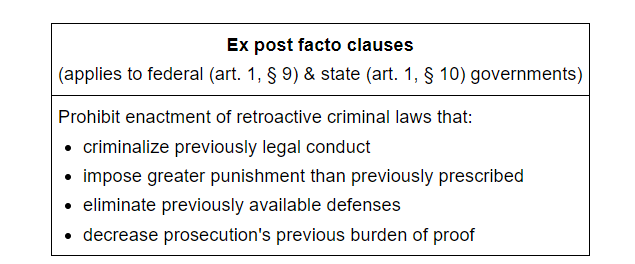 Ex post facto clauses
(applies to federal (art. 1, § 9) & state (art. 1, § 10) governments)
Prohibit enactment of retroactive criminal laws that:
• criminalize previously legal conduct
• impose greater punishment than previously prescribed
• eliminate previously available defenses
• decrease prosecution's previous burden of proof